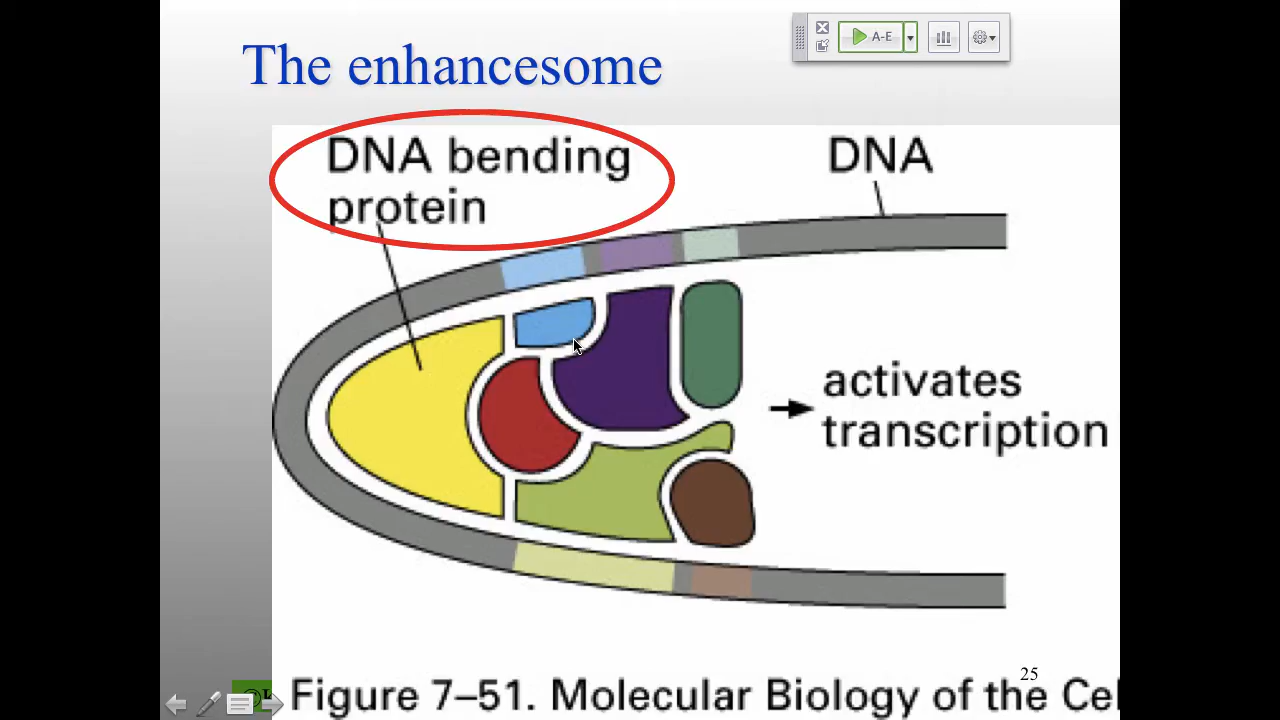 The enhancesome
A-E
DNA bending
protein
DNA
activates
transcription
25
Figure 7–51. Molecular Biology of the Cel